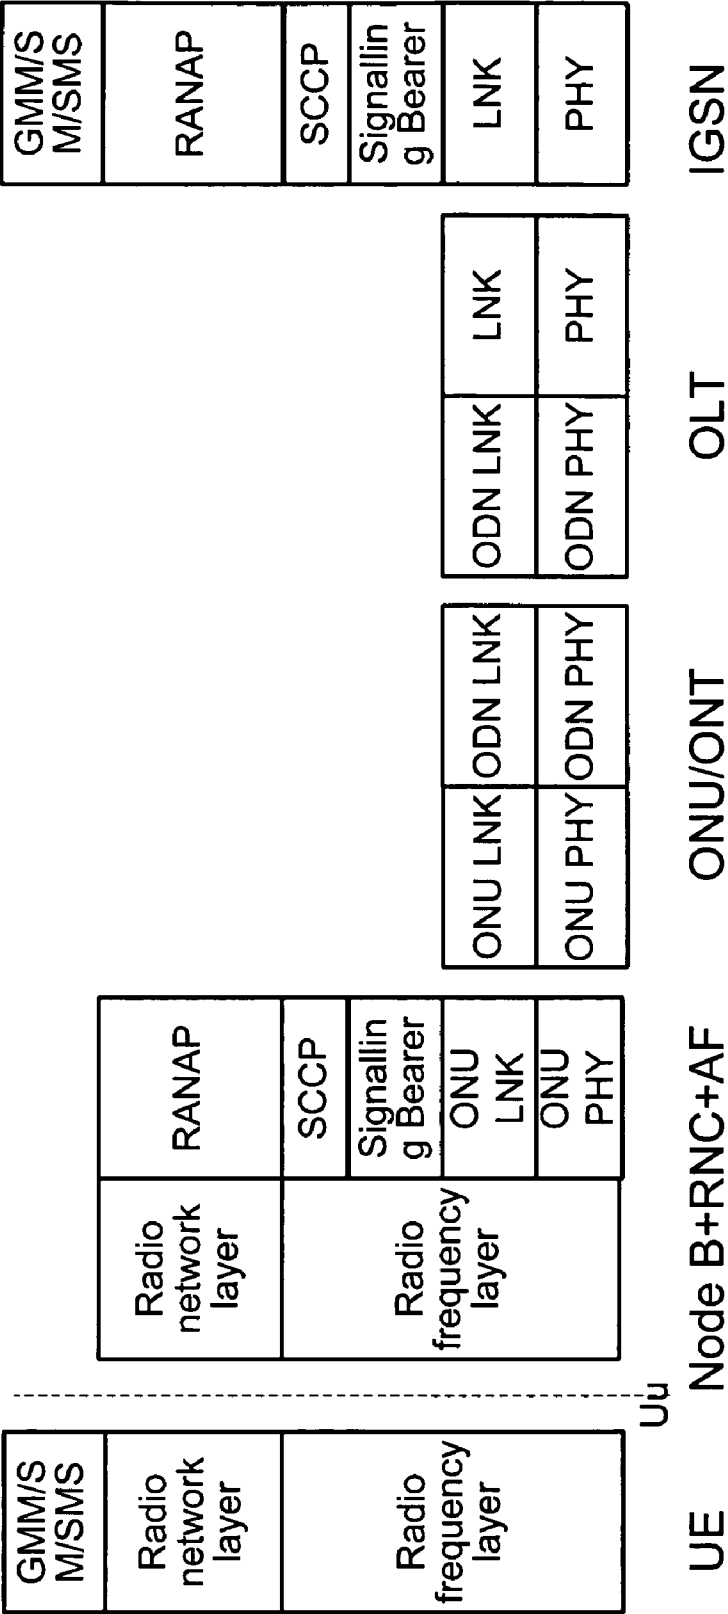 GMM/S
M/SMS
Radio
network
layer
Radio
frequency
layer
UE
Uu
Radio
network
layer
Radio
frequency
layer
RANAP
SCCP
Signallin
g Bearer
ONU
LNK
ONU
PHY
Node B+RNC+AF
ONU LNK
ODN LNK
ONU PHY
ODN PHY
ONU/ONT
ODN LNK
LNK
ODN PHY
PHY
OLT
GMM/S
M/SMS
RANAP
SCCP
Signallin
g Bearer
LNK
PHY
IGSN